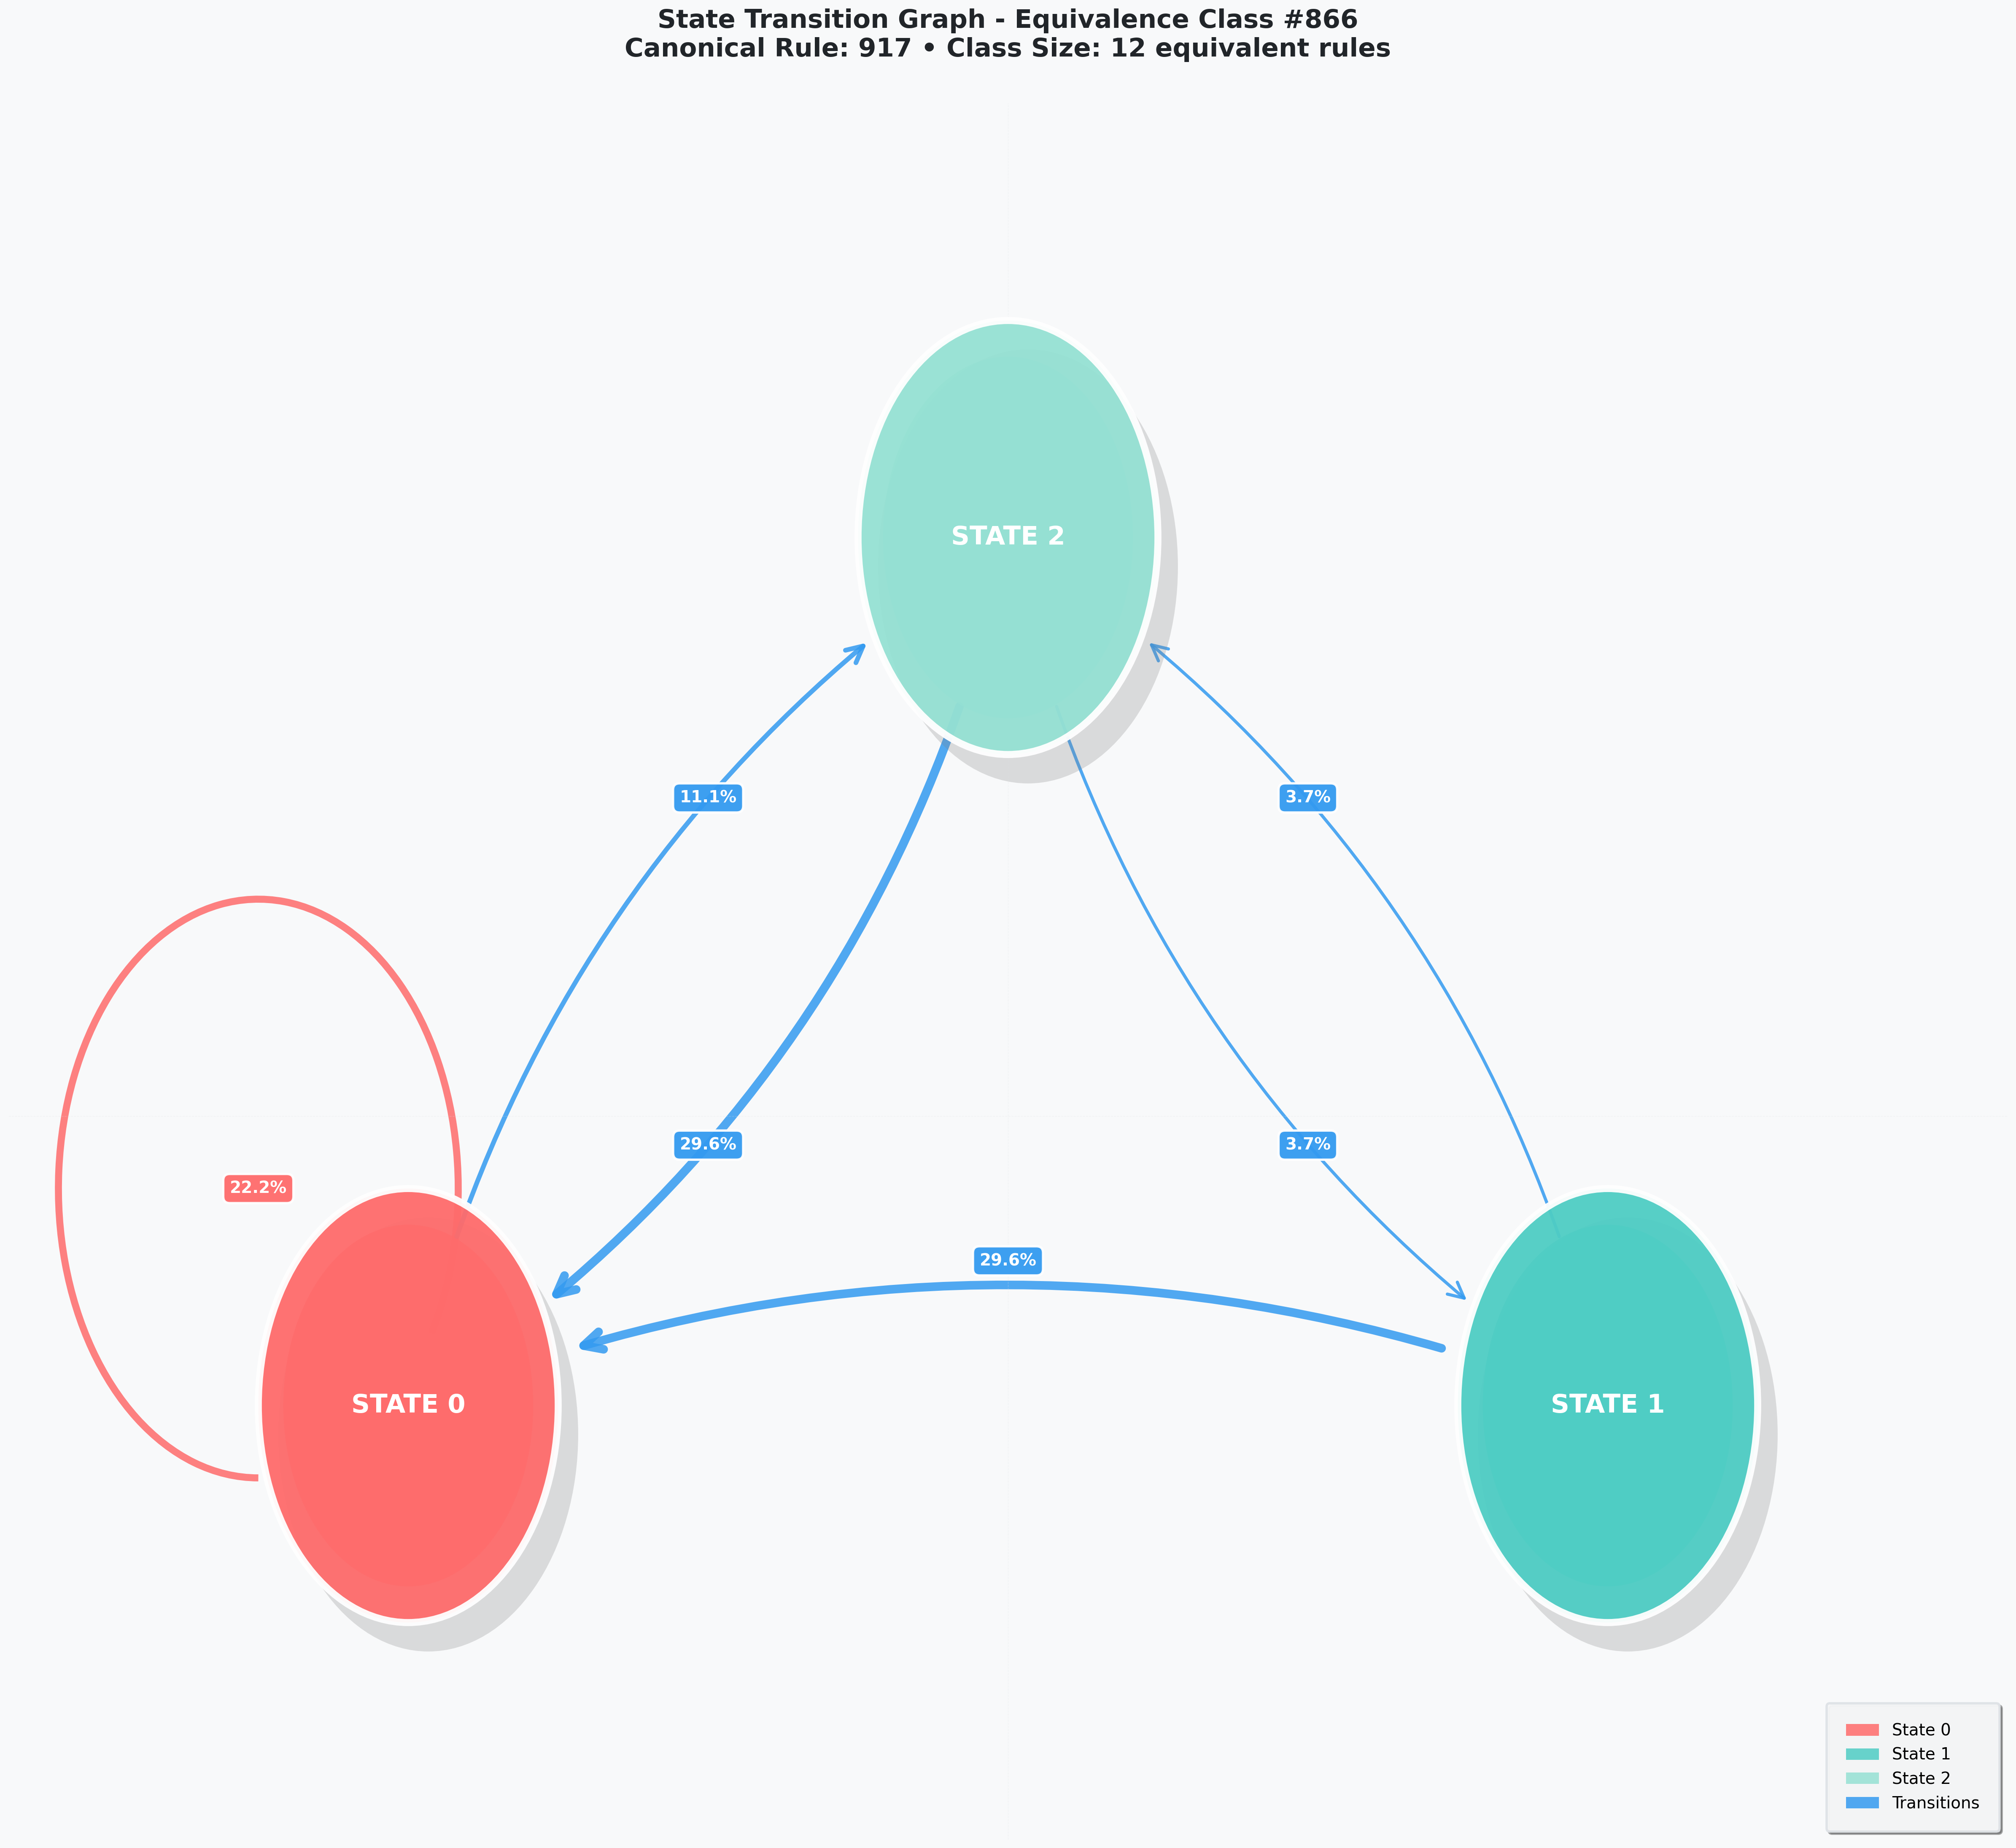 State Transition Graph - Equivalence Class #866
Canonical Rule: 917 • Class Size: 12 equivalent rules
STATE 2
11.1%
3.7%
29.6%
3.7%
22.2%
29.6%
STATE 0
STATE 1
State 0
State 1
State 2
Transitions